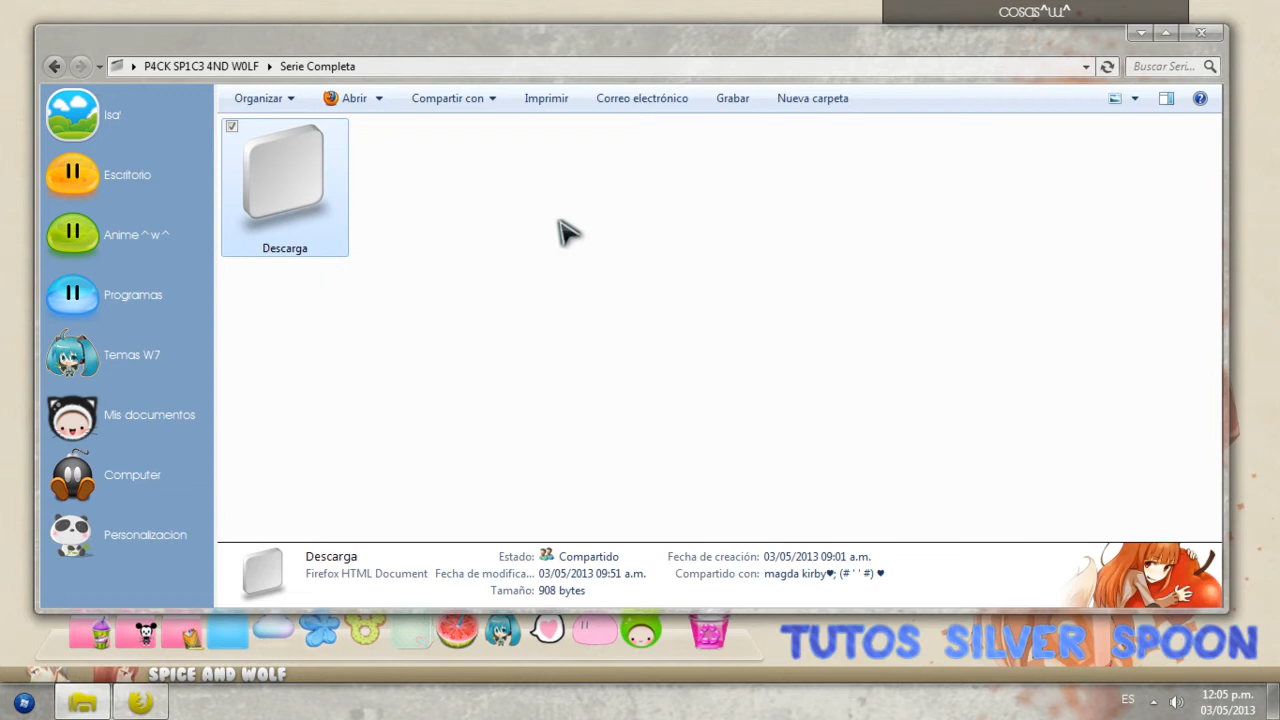 cosas^w^
P4CK SP1C3 4ND W0LF
Serie Completa
Buscar Seri...
Organizar
Abrir
Compartir con
Imprimir
Correo electrónico
Grabar
Nueva carpeta
Isa'
Escritorio
Anime^w^
Programas
Temas W7
Mis documentos
Computer
Personalizacion
Descarga
Descarga
Estado: Compartido
Fecha de creación: 03/05/2013 09:01 a.m.
Firefox HTML Document
Fecha de modifica... 03/05/2013 09:51 a.m.
Compartido con: magda kirby♥; (# ' ' #) ♥
Tamaño: 908 bytes
TUTOS SILVER SPOON
SPICE AND WOLF
ES
12:05 p.m.
03/05/2013